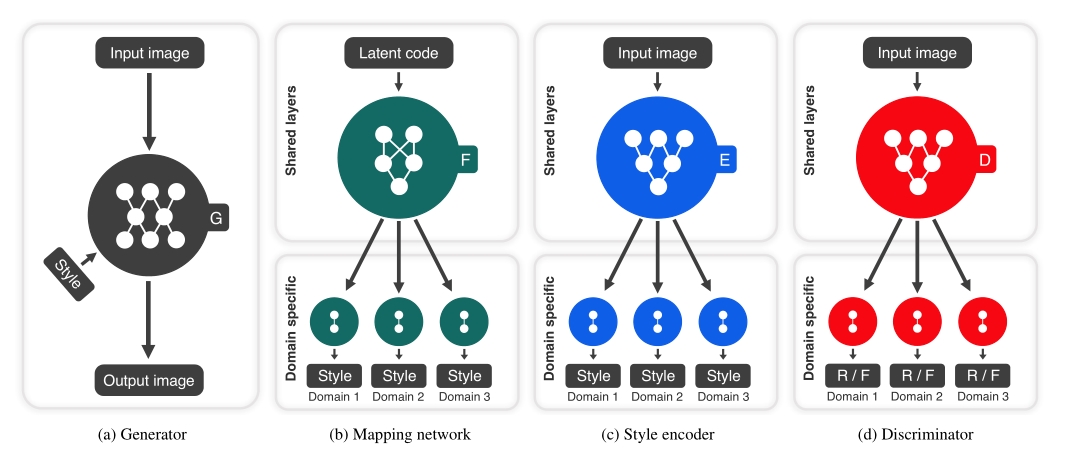 Input image
G
Style
Output image
(a) Generator
Latent code
Shared layers
F
Domain specific
Style Style Style
Domain 1 Domain 2 Domain 3
(b) Mapping network
Input image
Shared layers
E
Domain specific
Style Style Style
Domain 1 Domain 2 Domain 3
(c) Style encoder
Input image
Shared layers
D
Domain specific
R / F R / F R / F
Domain 1 Domain 2 Domain 3
(d) Discriminator